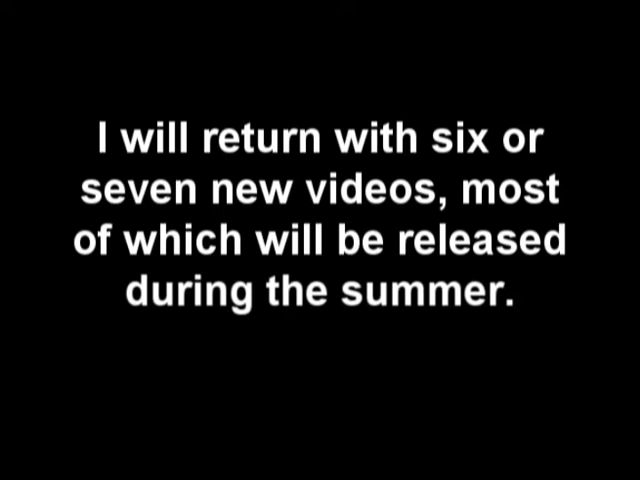 I will return with six or
seven new videos, most
of which will be released
during the summer.